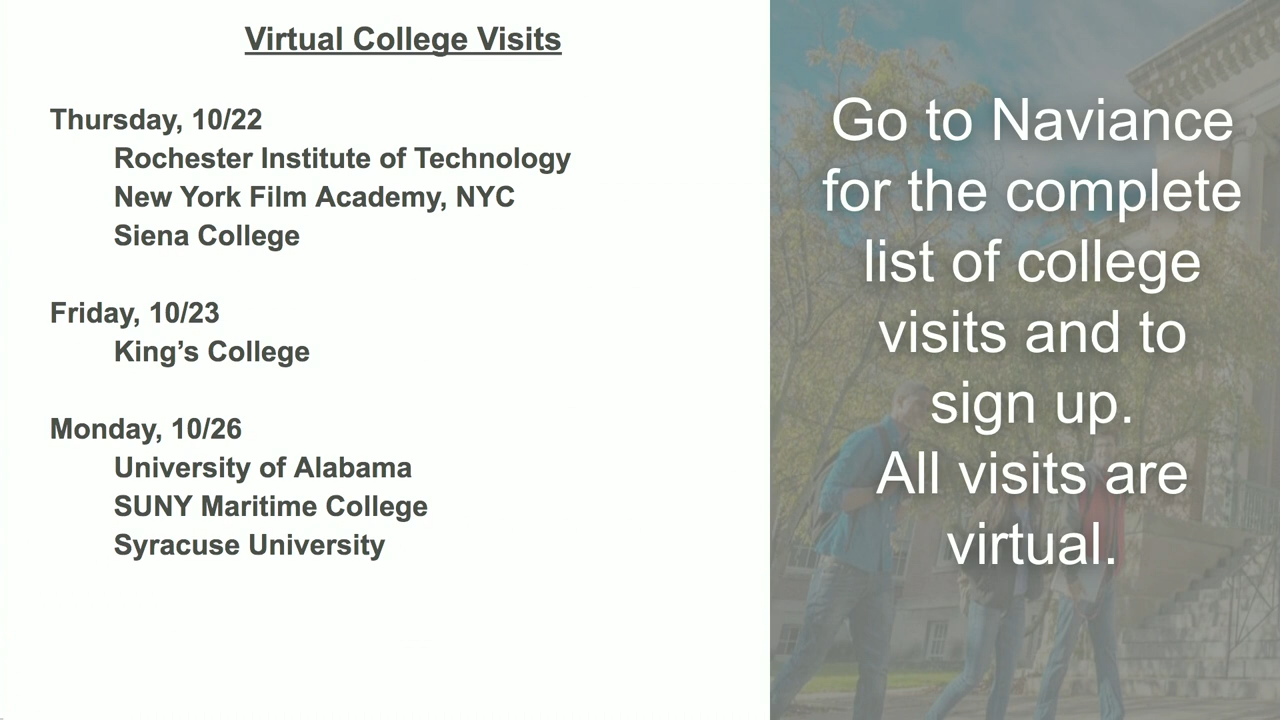 Virtual College Visits
Thursday, 10/22
Rochester Institute of Technology
New York Film Academy, NYC
Siena College
Friday, 10/23
King’s College
Monday, 10/26
University of Alabama
SUNY Maritime College
Syracuse University
Go to Naviance
for the complete
list of college
visits and to
sign up.
All visits are
virtual.